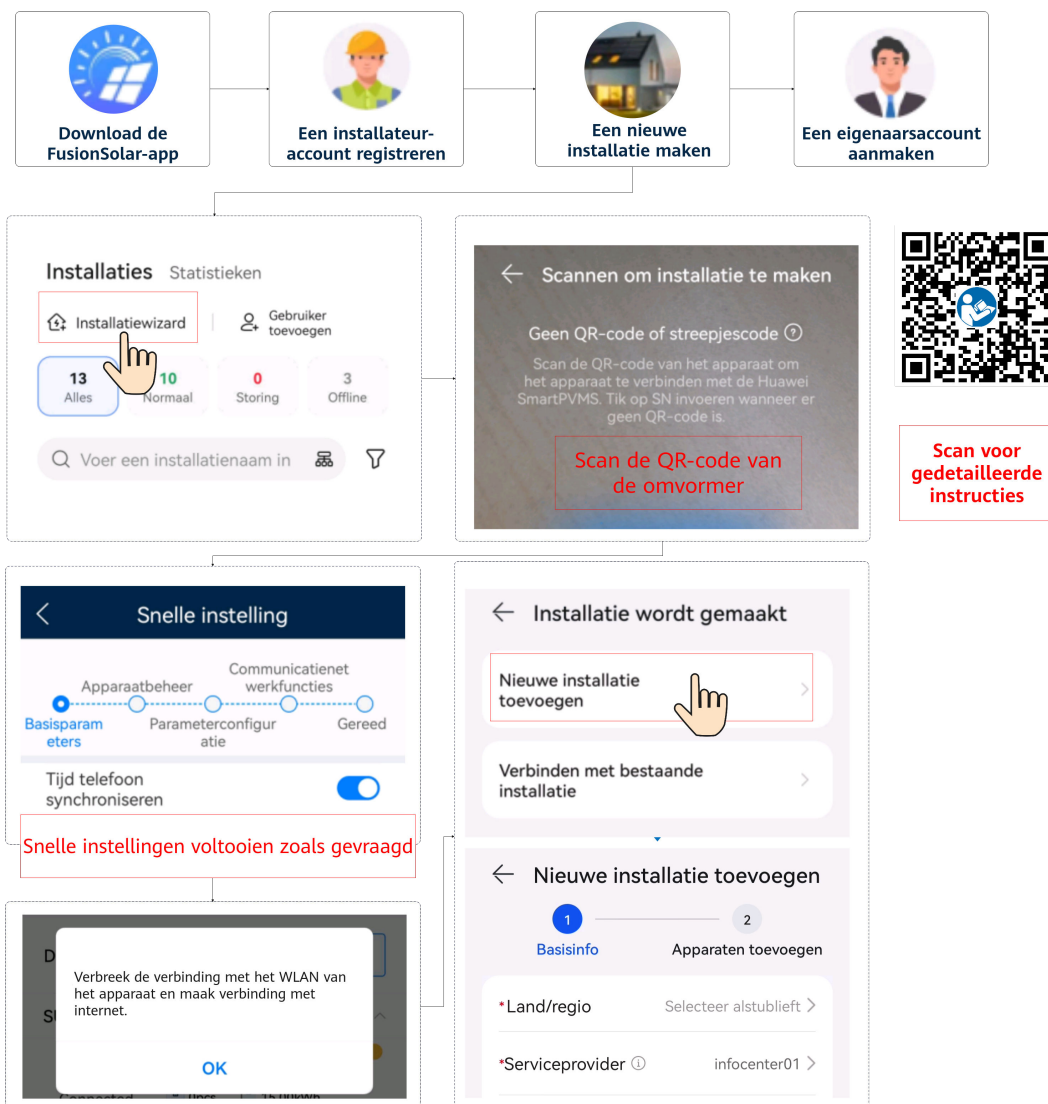 Download de
FusionSolar-app
Een installateur-
account registreren
Een nieuwe
installatie maken
Een eigenaarsaccount
aanmaken
Installaties Statistieken
Installatiewizard
Gebruiker
toevoegen
13
Alles
10
Normaal
0
Storing
3
Offline
Voer een installatienaam in
Scannen om installatie te maken
Geen QR-code of streepjescode
Scan de QR-code van het apparaat om
het apparaat te verbinden met de Huawei
SmartPVMS. Tik op SN invoeren wanneer er
geen QR-code is.
Scan de QR-code van
de omvormer
Scan voor
gedetailleerde
instructies
Snelle instelling
Basisparam
eters
Apparaatbeheer
Parameterconfigur
atie
Communicatienet
werkfuncties
Gereed
Tijd telefoon
synchroniseren
Snelle instellingen voltooien zoals gevraagd
Verbreek de verbinding met het WLAN van
het apparaat en maak verbinding met
internet.
OK
Installatie wordt gemaakt
Nieuwe installatie
toevoegen
Verbinden met bestaande
installatie
Nieuwe installatie toevoegen
1
Basisinfo
2
Apparaten toevoegen
*Land/regio Selecteer alstublieft
*Serviceprovider infocenter01